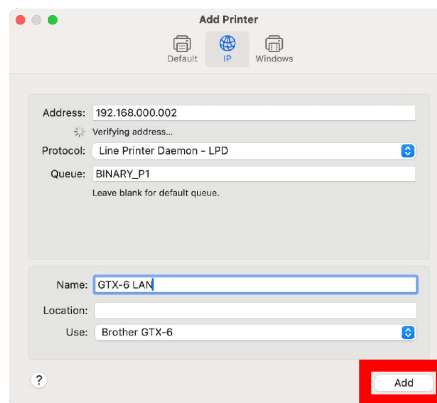 Add Printer
Default IP Windows
Address: 192.168.000.002
Verifying address...
Protocol: Line Printer Daemon - LPD
Queue: BINARY_P1
Leave blank for default queue.
Name: GTX-6 LAN
Location:
Use: Brother GTX-6
? Add